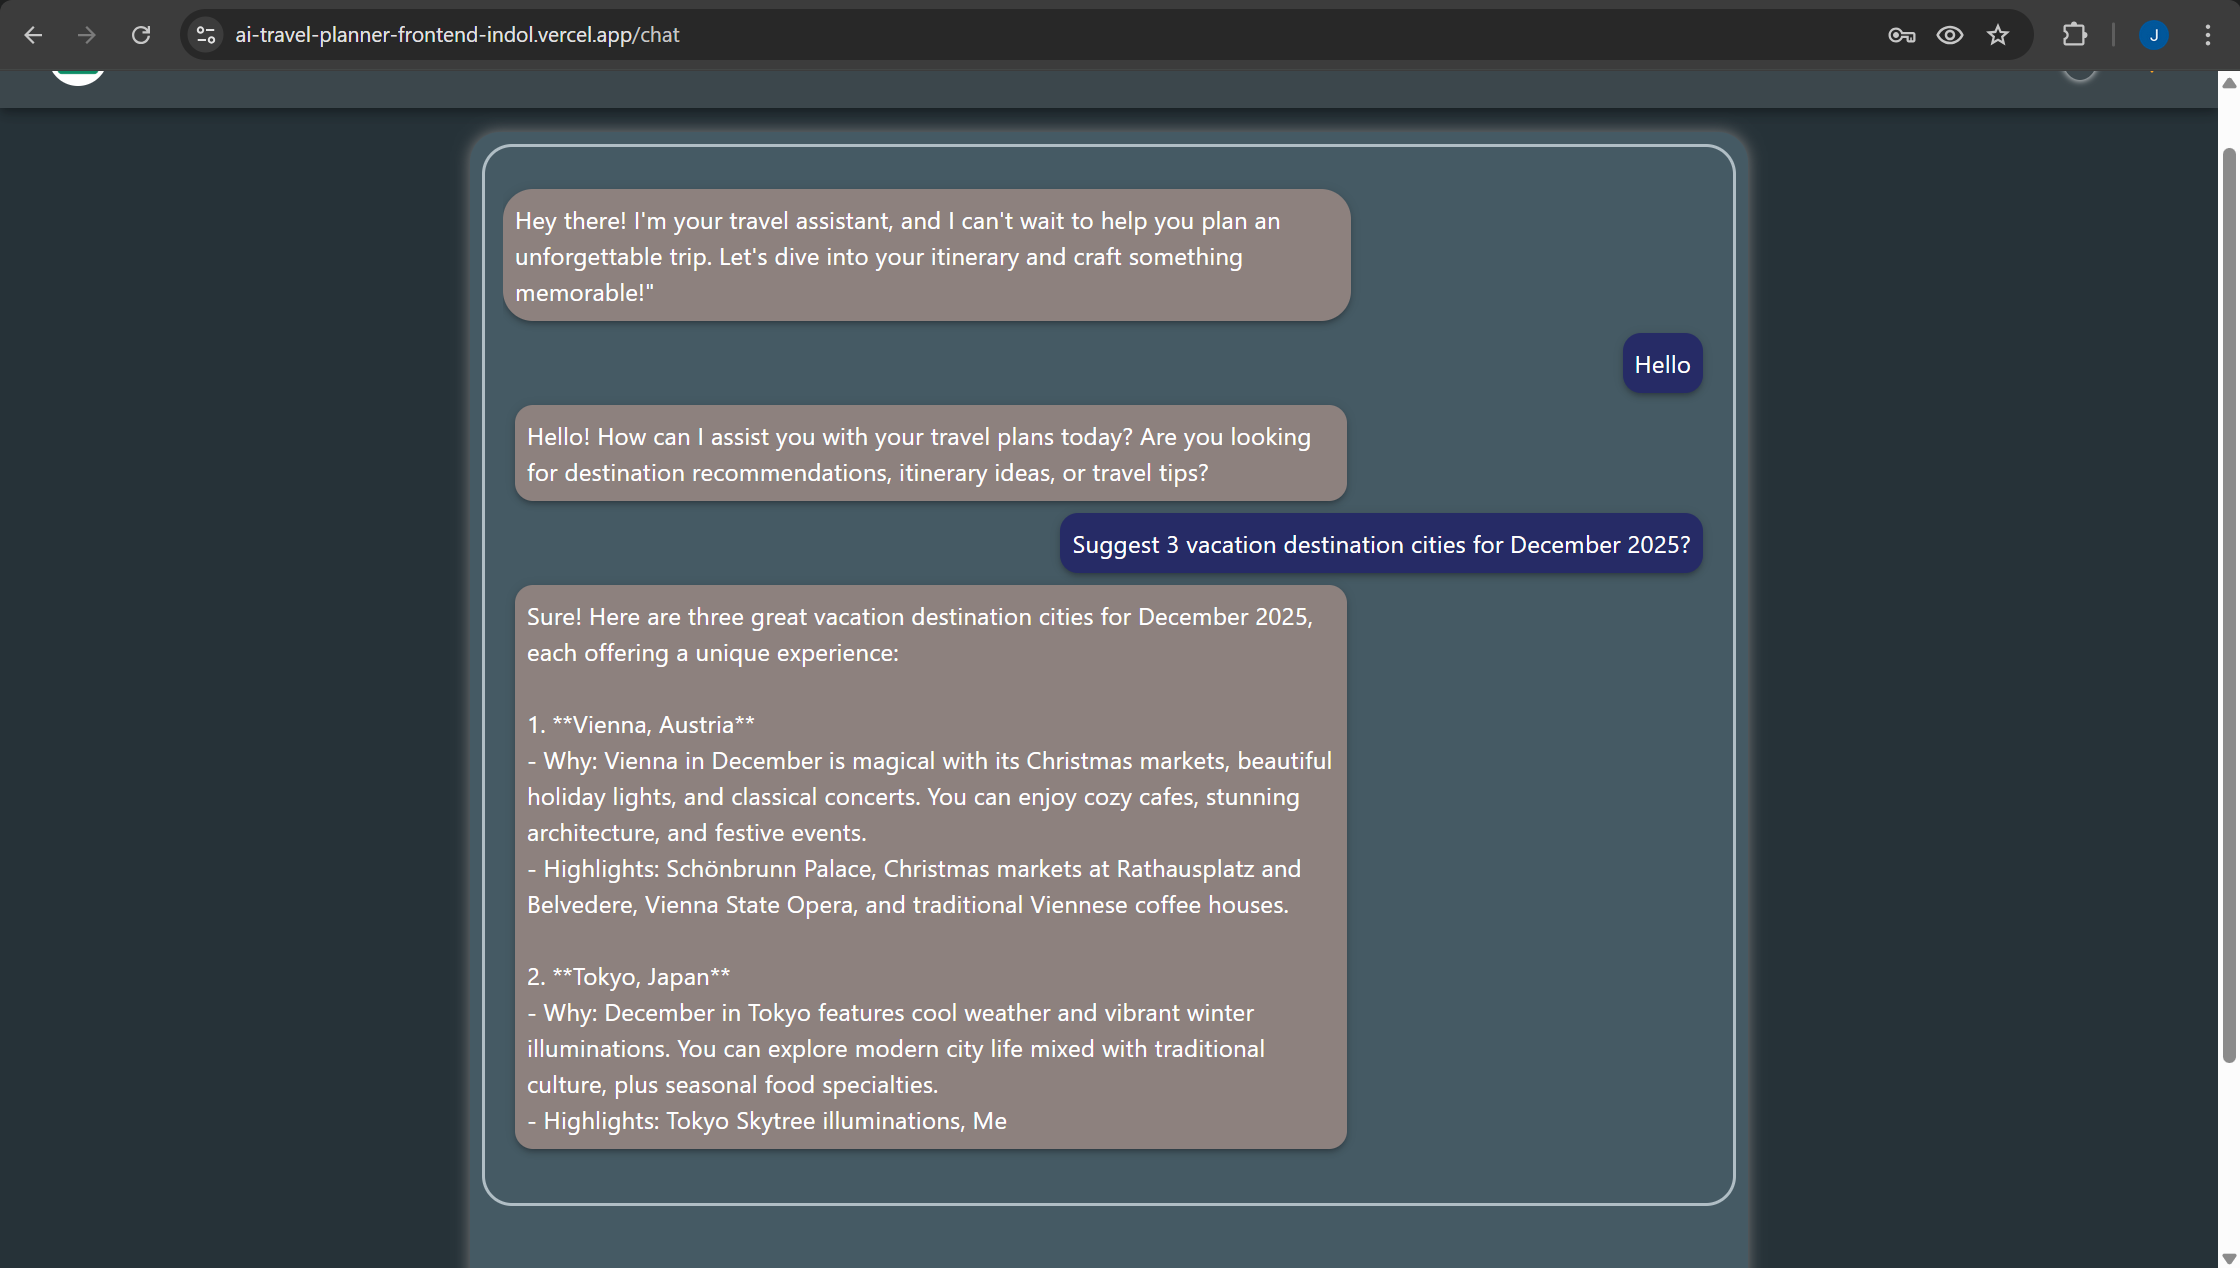 ai-travel-planner-frontend-indol.vercel.app/chat
J
Hey there! I'm your travel assistant, and I can't wait to help you plan an
unforgettable trip. Let's dive into your itinerary and craft something
memorable!"
Hello
Hello! How can I assist you with your travel plans today? Are you looking
for destination recommendations, itinerary ideas, or travel tips?
Suggest 3 vacation destination cities for December 2025?
Sure! Here are three great vacation destination cities for December 2025,
each offering a unique experience:
1. **Vienna, Austria**
- Why: Vienna in December is magical with its Christmas markets, beautiful
holiday lights, and classical concerts. You can enjoy cozy cafes, stunning
architecture, and festive events.
- Highlights: Schönbrunn Palace, Christmas markets at Rathausplatz and
Belvedere, Vienna State Opera, and traditional Viennese coffee houses.
2. **Tokyo, Japan**
- Why: December in Tokyo features cool weather and vibrant winter
illuminations. You can explore modern city life mixed with traditional
culture, plus seasonal food specialties.
- Highlights: Tokyo Skytree illuminations, Me